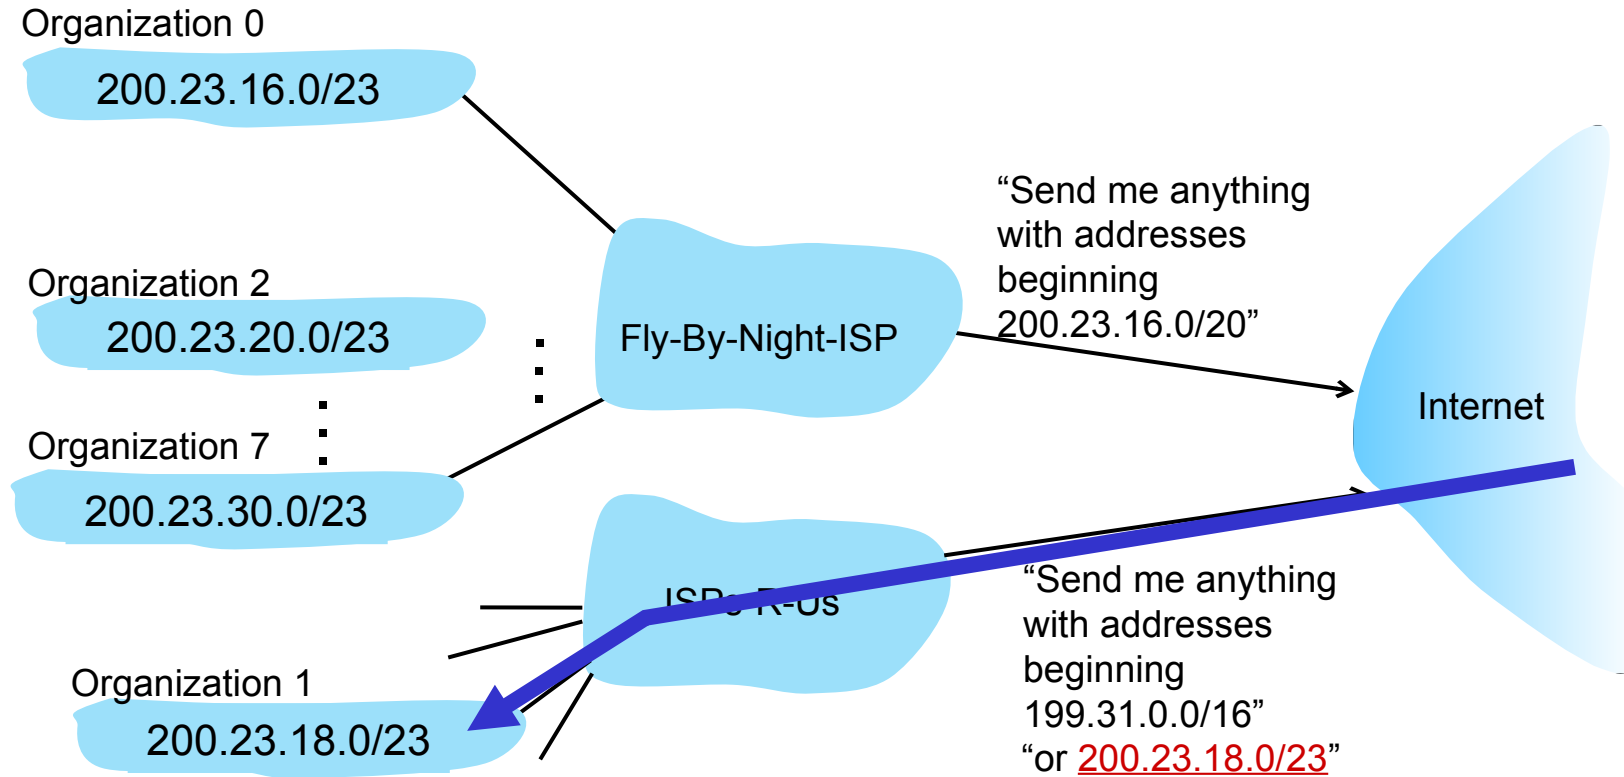 Organization 0
200.23.16.0/23
Organization 2
200.23.20.0/23
Organization 7
200.23.30.0/23
Fly-By-Night-ISP
“Send me anything
with addresses
beginning
200.23.16.0/20”
Internet
ISPs-R-Us
Organization 1
200.23.18.0/23
“Send me anything
with addresses
beginning
199.31.0.0/16”
“or 200.23.18.0/23”